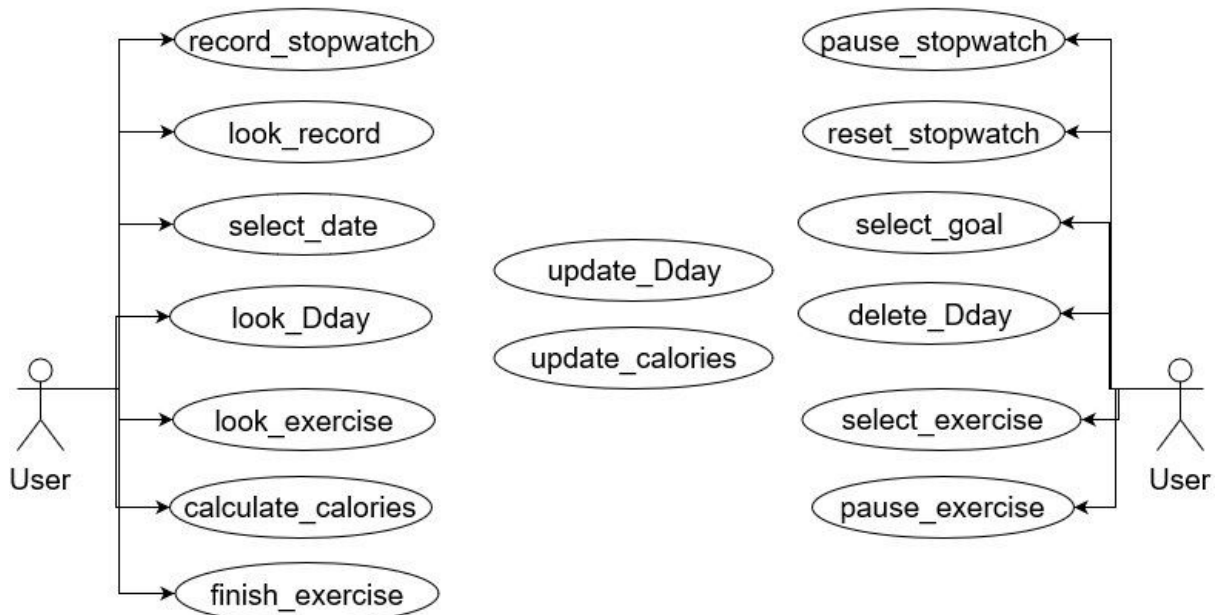 record_stopwatch
look_record
select_date
look_Dday
look_exercise
calculate_calories
finish_exercise
User
update_Dday
update_calories
pause_stopwatch
reset_stopwatch
select_goal
delete_Dday
select_exercise
pause_exercise
User